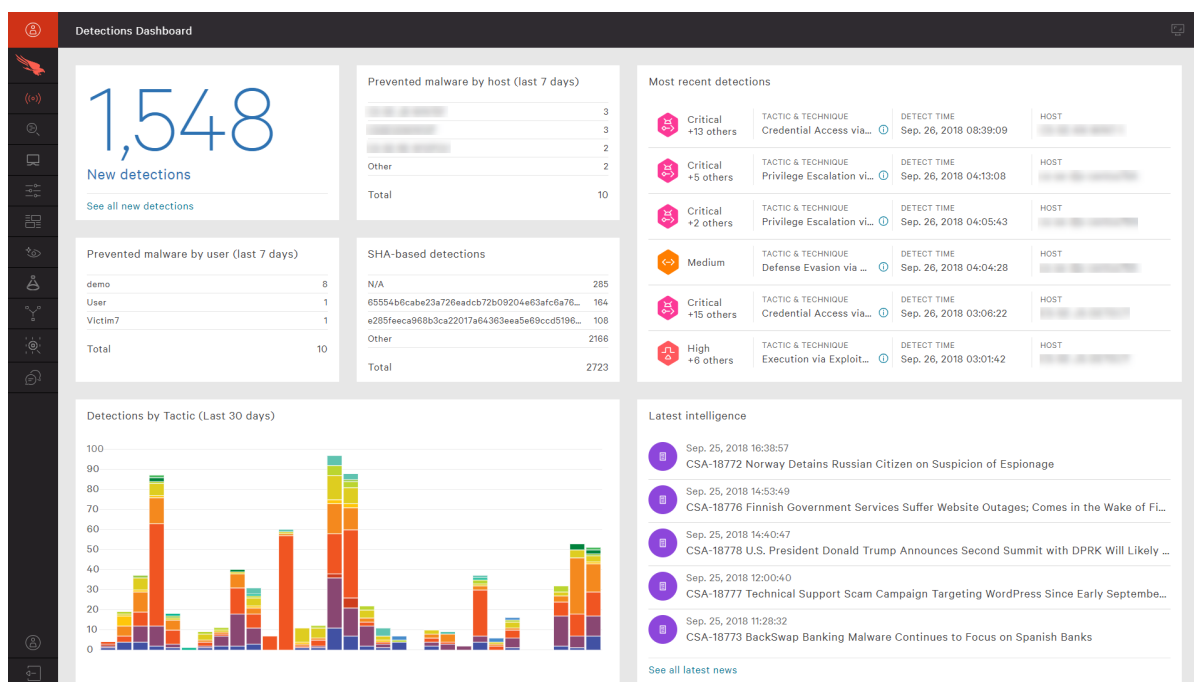 Detections Dashboard
1,548
New detections
See all new detections
Prevented malware by host (last 7 days)
3
3
2
Other 2
Total 10
Prevented malware by user (last 7 days)
demo 8
User 1
Victim7 1
Total 10
SHA-based detections
N/A 285
65554b6cabe23a726eadcb72b09204e63afc6a76... 164
e285feeca968b3ca22017a64363eea5e69ccd5196... 108
Other 2166
Total 2723
Most recent detections
Critical +13 others
TACTIC & TECHNIQUE DETECT TIME HOST
Credential Access via... Sep. 26, 2018 08:39:09
Critical +5 others
TACTIC & TECHNIQUE DETECT TIME HOST
Privilege Escalation vi... Sep. 26, 2018 04:13:08
Critical +2 others
TACTIC & TECHNIQUE DETECT TIME HOST
Privilege Escalation vi... Sep. 26, 2018 04:05:43
Medium
TACTIC & TECHNIQUE DETECT TIME HOST
Defense Evasion via ... Sep. 26, 2018 04:04:28
Critical +15 others
TACTIC & TECHNIQUE DETECT TIME HOST
Credential Access via... Sep. 26, 2018 03:06:22
High +6 others
TACTIC & TECHNIQUE DETECT TIME HOST
Execution via Exploit... Sep. 26, 2018 03:01:42
Detections by Tactic (Last 30 days)
100
90
80
70
60
50
40
30
20
10
0
Latest intelligence
Sep. 25, 2018 16:38:57
CSA-18772 Norway Detains Russian Citizen on Suspicion of Espionage
Sep. 25, 2018 14:53:49
CSA-18776 Finnish Government Services Suffer Website Outages; Comes in the Wake of Fi...
Sep. 25, 2018 14:40:47
CSA-18778 U.S. President Donald Trump Announces Second Summit with DPRK Will Likely ...
Sep. 25, 2018 12:00:40
CSA-18777 Technical Support Scam Campaign Targeting WordPress Since Early Septembe...
Sep. 25, 2018 11:28:32
CSA-18773 BackSwap Banking Malware Continues to Focus on Spanish Banks
See all latest news